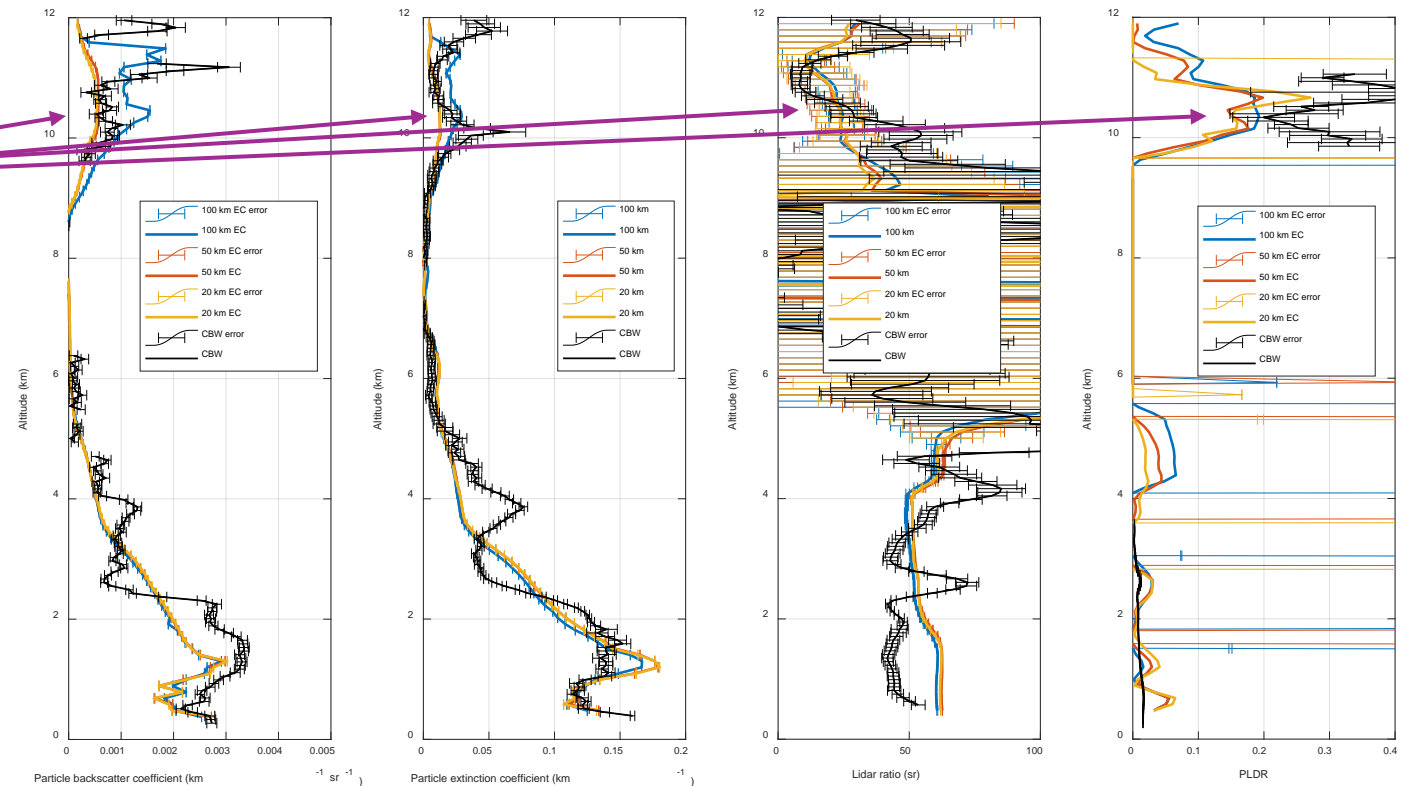 12
10
8
6
4
2
0
Altitude (km)
100 km EC error
100 km EC
50 km EC error
50 km EC
20 km EC error
20 km EC
CBW error
CBW
0
0.001
0.002
0.003
0.004
0.005
Particle backscatter coefficient (km -1 sr -1 )
12
10
8
6
4
2
0
Altitude (km)
100 km
100 km
50 km
50 km
20 km
20 km
CBW
CBW
0
0.05
0.1
0.15
0.2
Particle extinction coefficient (km -1 )
12
10
8
6
4
2
0
Altitude (km)
100 km EC error
100 km
50 km EC error
50 km
20 km EC error
20 km
CBW error
CBW
0
50
100
Lidar ratio (sr)
12
10
8
6
4
2
0
Altitude (km)
100 km EC error
100 km EC
50 km EC error
50 km EC
20 km EC error
20 km EC
CBW error
CBW
0
0.1
0.2
0.3
0.4
PLDR